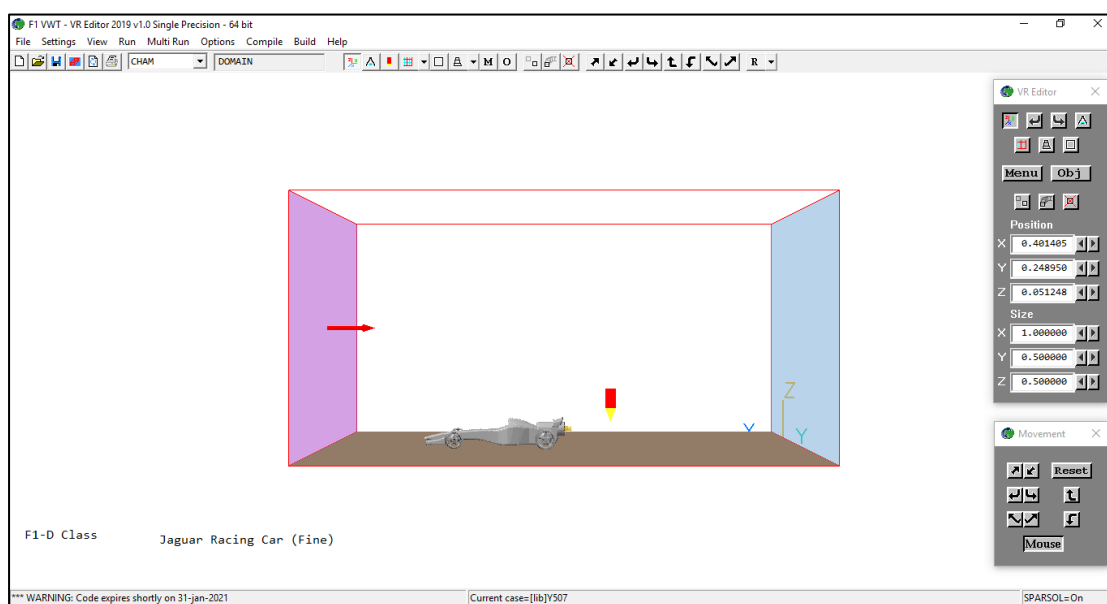 F1 VWT - VR Editor 2019 v1.0 Single Precision - 64 bit
File Settings View Run Multi Run Options Compile Build Help
CHAM DOMAIN M O R
VR Editor
Menu Obj
Position
X 0.401405
Y 0.248950
Z 0.051248
Size
X 1.000000
Y 0.500000
Z 0.500000
Z
X Y
Movement
Reset
Mouse
F1-D Class Jaguar Racing Car (Fine)
*** WARNING: Code expires shortly on 31-jan-2021 Current case=[lib]Y507 SPARSOL=On